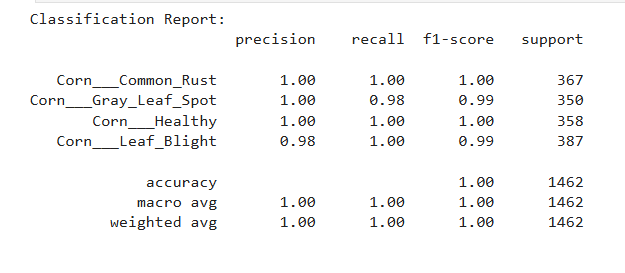 Classification Report:
precision recall f1-score support
Corn___Common_Rust 1.00 1.00 1.00 367
Corn___Gray_Leaf_Spot 1.00 0.98 0.99 350
Corn___Healthy 1.00 1.00 1.00 358
Corn___Leaf_Blight 0.98 1.00 0.99 387
accuracy 1.00 1462
macro avg 1.00 1.00 1.00 1462
weighted avg 1.00 1.00 1.00 1462